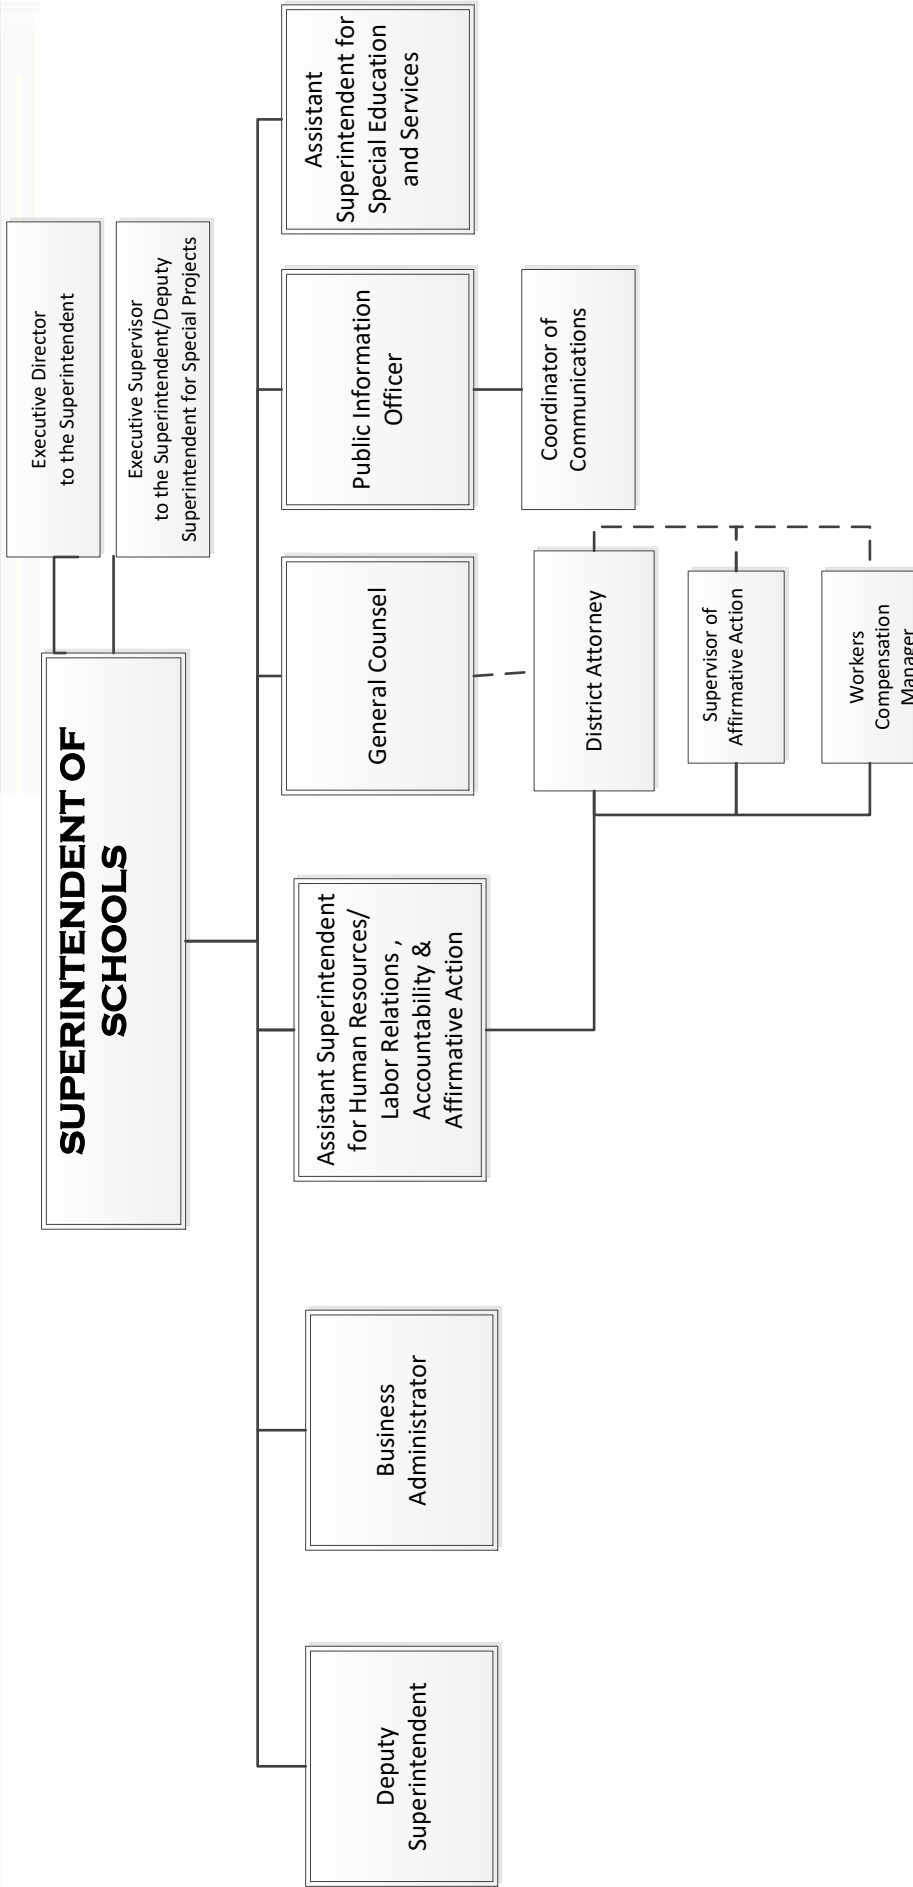 Executive Director
to the Superintendent
Executive Supervisor
to the Superintendent/Deputy
Superintendent for Special Projects
SUPERINTENDENT OF
SCHOOLS
Deputy
Superintendent
Business
Administrator
Assistant Superintendent
for Human Resources/
Labor Relations ,
Accountability &
Affirmative Action
General Counsel
Public Information
Officer
Assistant
Superintendent for
Special Education
and Services
District Attorney
Coordinator of
Communications
Supervisor of
Affirmative Action
Workers
Compensation
Manager